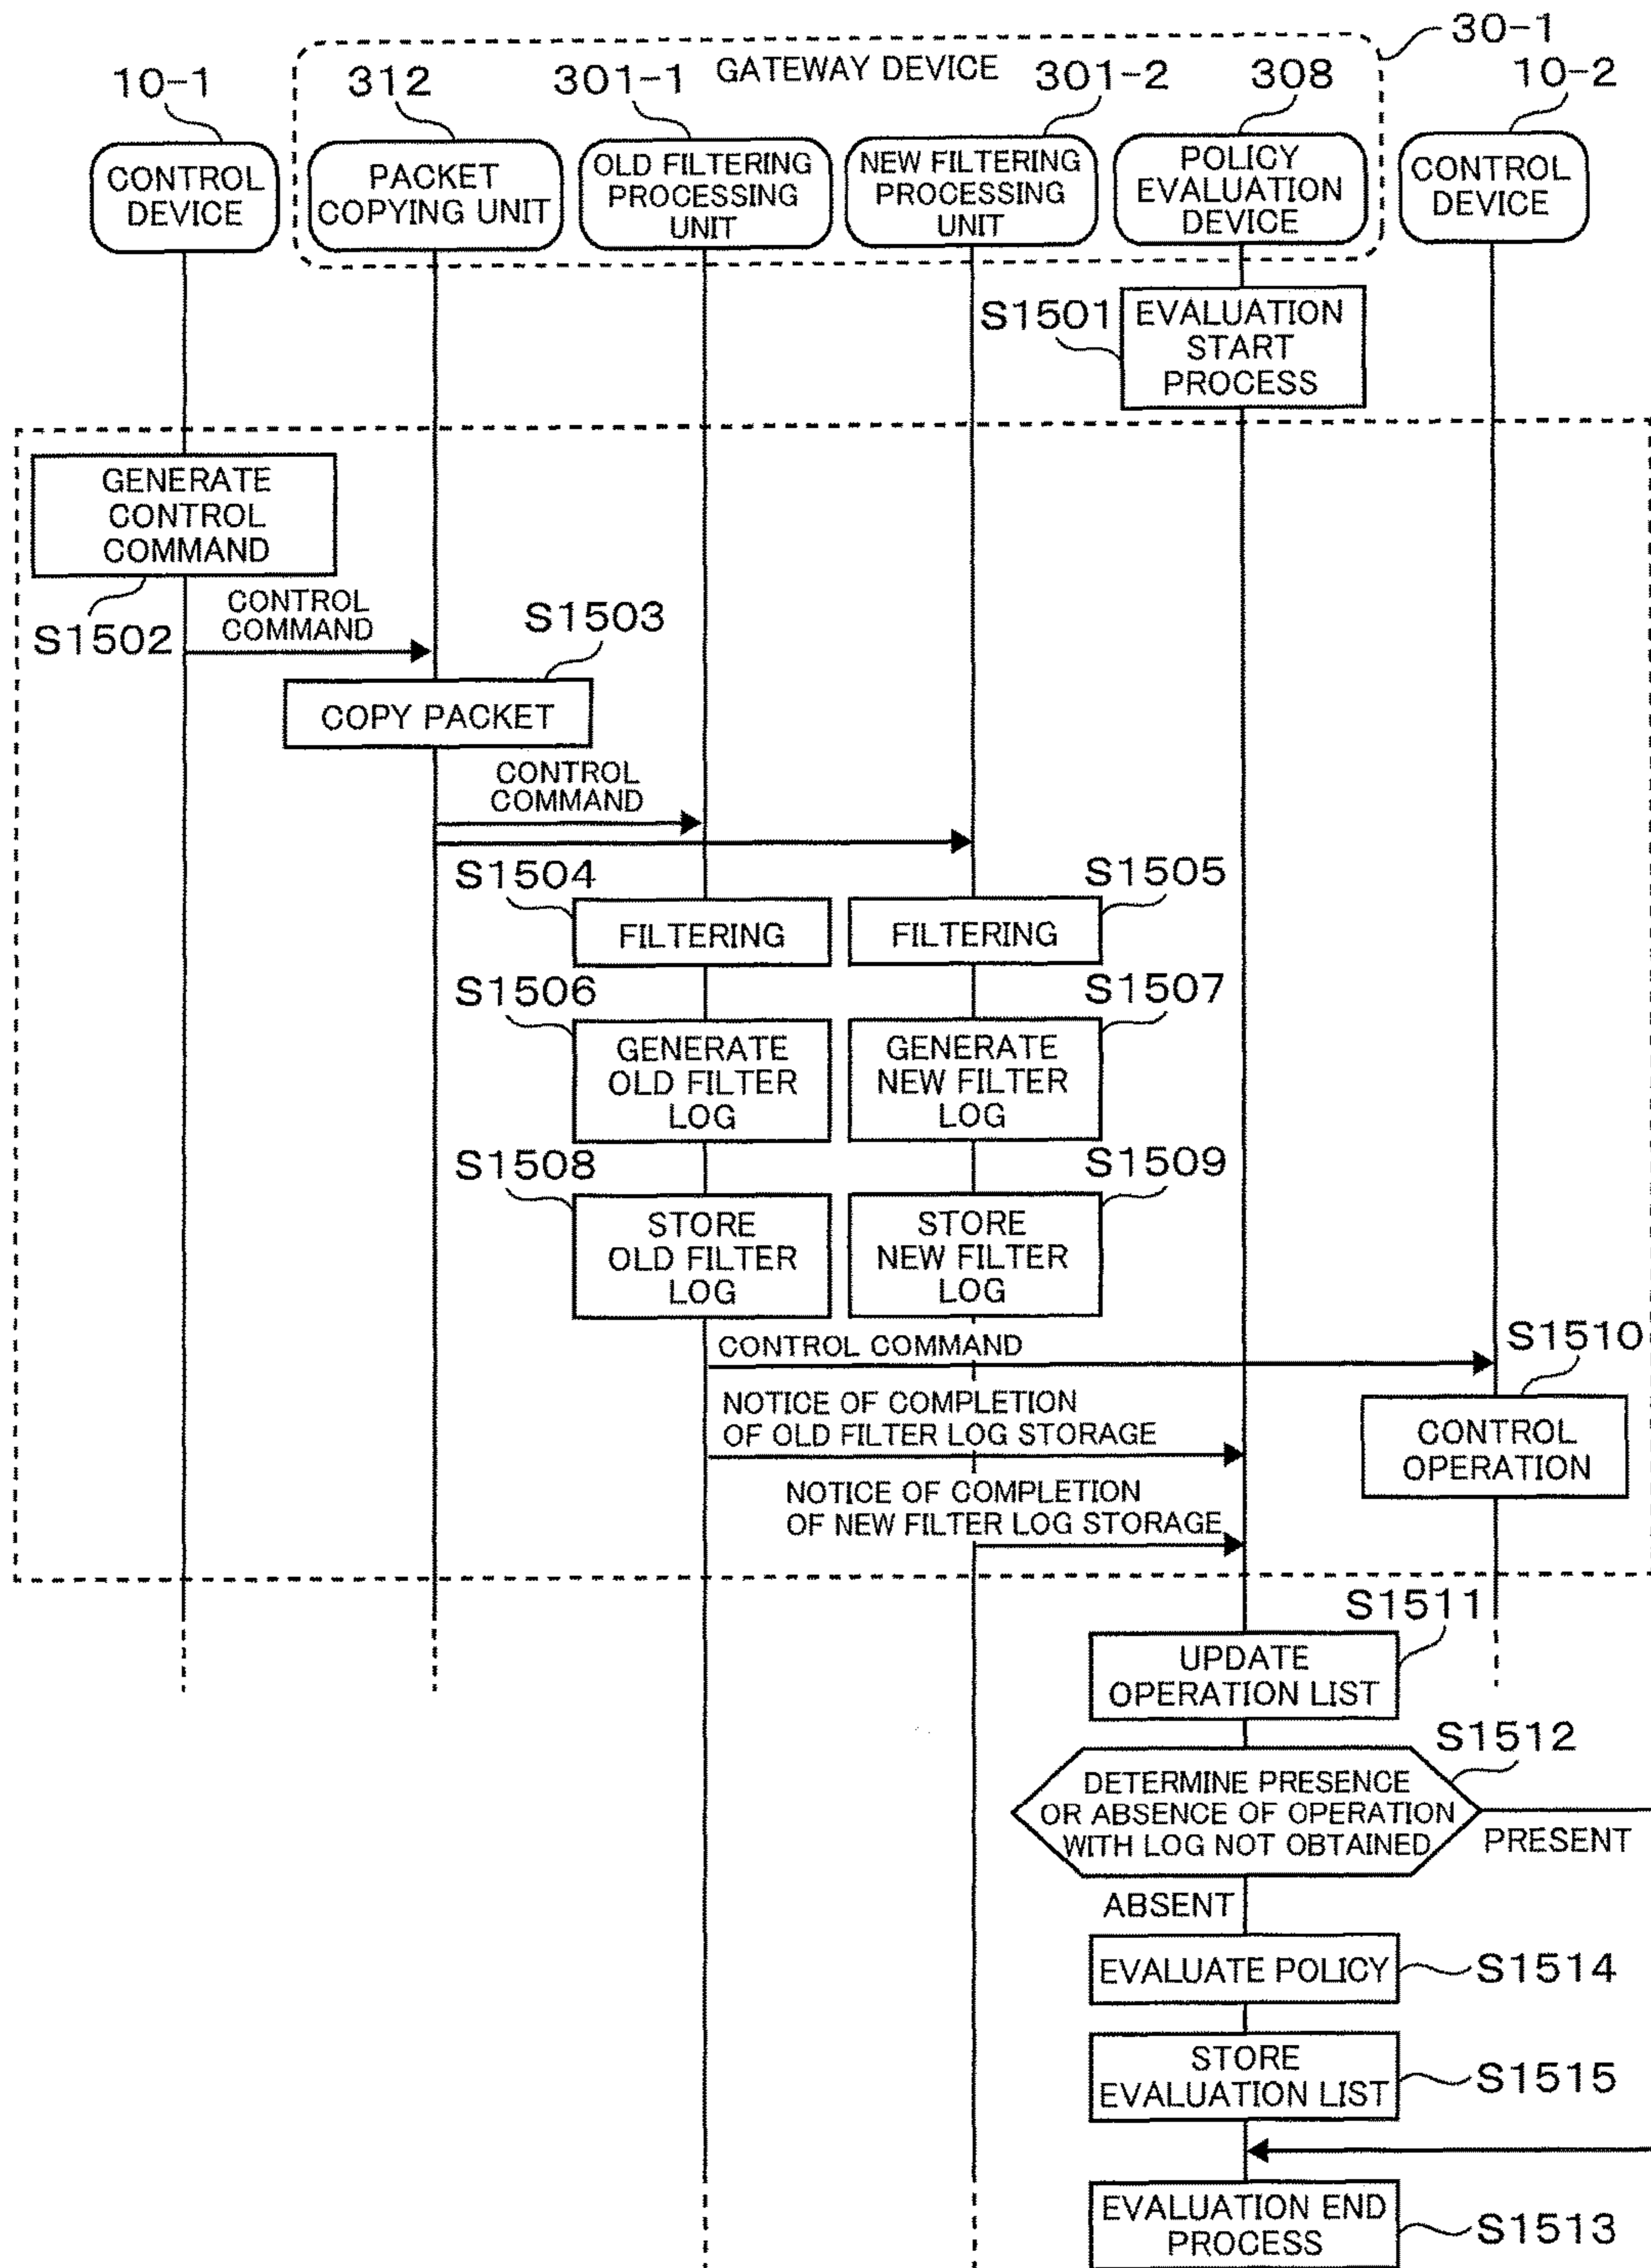 30-1
GATEWAY DEVICE
10-1
312
301-1
301-2
308
10-2
CONTROL
DEVICE
PACKET
COPYING UNIT
OLD FILTERING
PROCESSING
UNIT
NEW FILTERING
PROCESSING
UNIT
POLICY
EVALUATION
DEVICE
CONTROL
DEVICE
S1501
EVALUATION
START
PROCESS
GENERATE
CONTROL
COMMAND
S1502
CONTROL
COMMAND
S1503
COPY PACKET
CONTROL
COMMAND
S1504
FILTERING
S1505
FILTERING
S1506
GENERATE
OLD FILTER
LOG
S1507
GENERATE
NEW FILTER
LOG
S1508
STORE
OLD FILTER
LOG
S1509
STORE
NEW FILTER
LOG
CONTROL COMMAND
S1510
CONTROL
OPERATION
NOTICE OF COMPLETION
OF OLD FILTER LOG STORAGE
NOTICE OF COMPLETION
OF NEW FILTER LOG STORAGE
S1511
UPDATE
OPERATION LIST
S1512
DETERMINE PRESENCE
OR ABSENCE OF OPERATION
WITH LOG NOT OBTAINED
PRESENT
ABSENT
EVALUATE POLICY
S1514
STORE
EVALUATION LIST
S1515
EVALUATION END
PROCESS
S1513